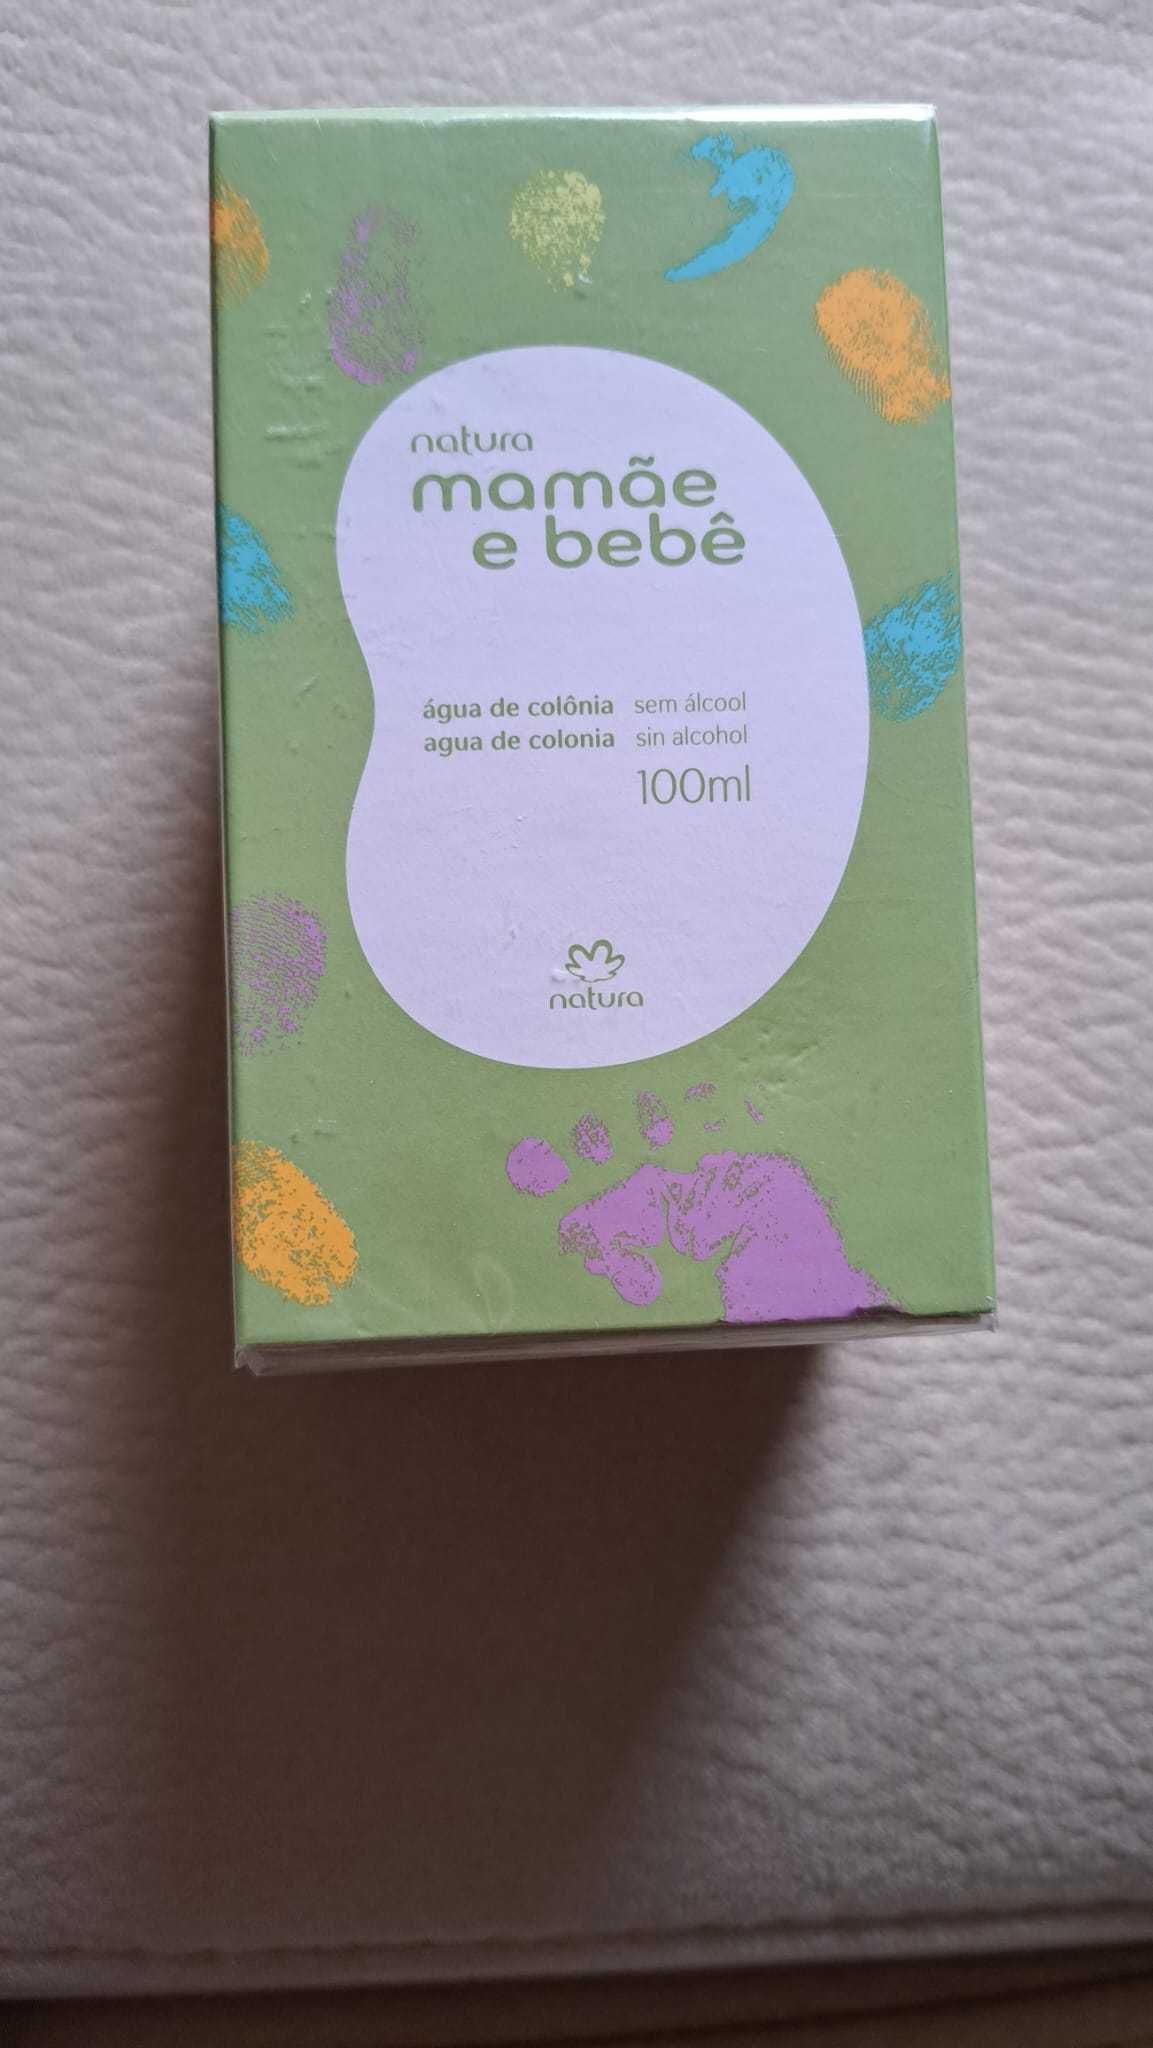 natura
mamãe
e bebê
água de colônia sem álcool
agua de colonia sin alcohol
100ml
natura